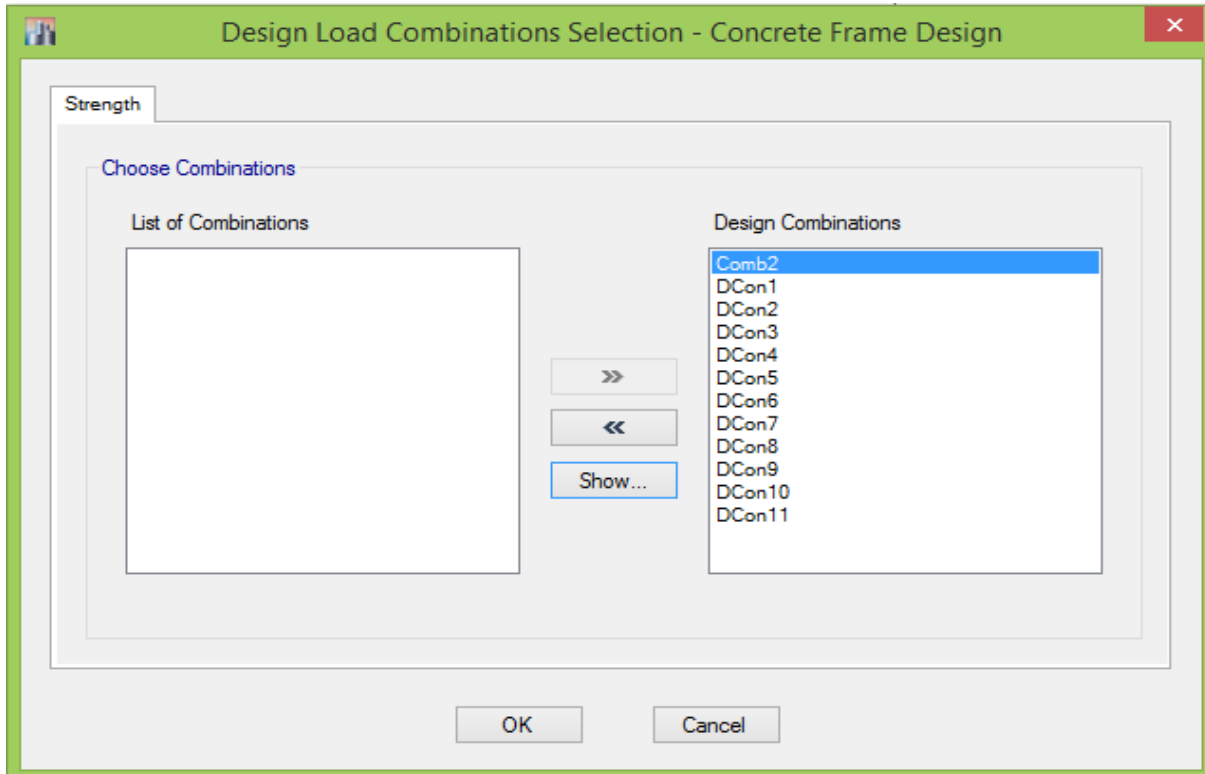 Design Load Combinations Selection - Concrete Frame Design
Strength
Choose Combinations
List of Combinations
Design Combinations
Comb2
DCon1
DCon2
DCon3
DCon4
DCon5
DCon6
DCon7
DCon8
DCon9
DCon10
DCon11
>>
<<
Show...
OK
Cancel